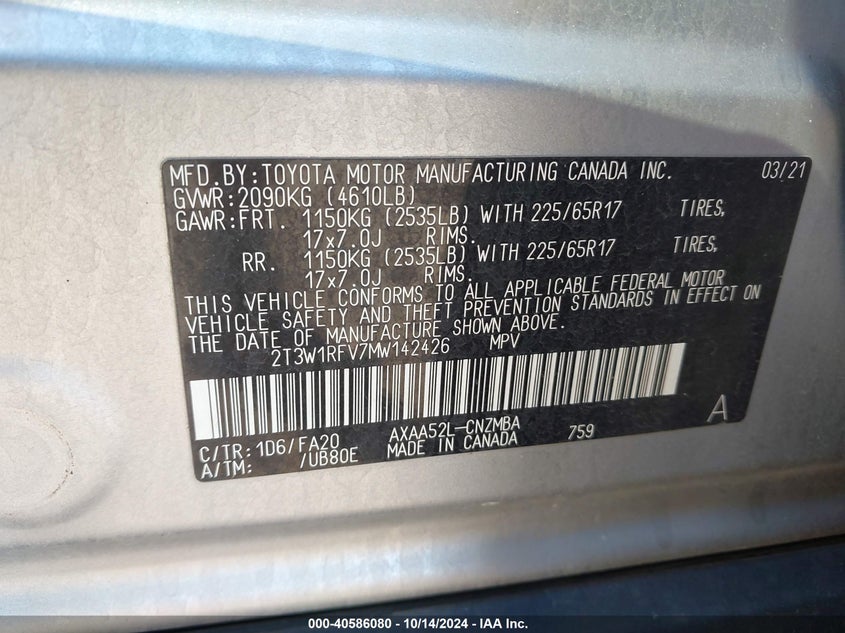 MFD. BY: TOYOTA MOTOR MANUFACTURING CANADA INC. 03/21
GVWR: 2090KG (4610LB)
GAWR: FRT. 1150KG (2535LB) WITH 225/65R17 TIRES,
17x7.0J RIMS.
RR. 1150KG (2535LB) WITH 225/65R17 TIRES,
17x7.0J RIMS.
THIS VEHICLE CONFORMS TO ALL APPLICABLE FEDERAL MOTOR
VEHICLE SAFETY AND THEFT PREVENTION STANDARDS IN EFFECT ON
THE DATE OF MANUFACTURE SHOWN ABOVE.
2T3W1RFV7MW142426 MPV
C/TR: 1D6/FA20 AXAA52L-CNZMBA 759 A
A/TM: /UB80E MADE IN CANADA
000-40586080 - 10/14/2024 - IAA Inc.